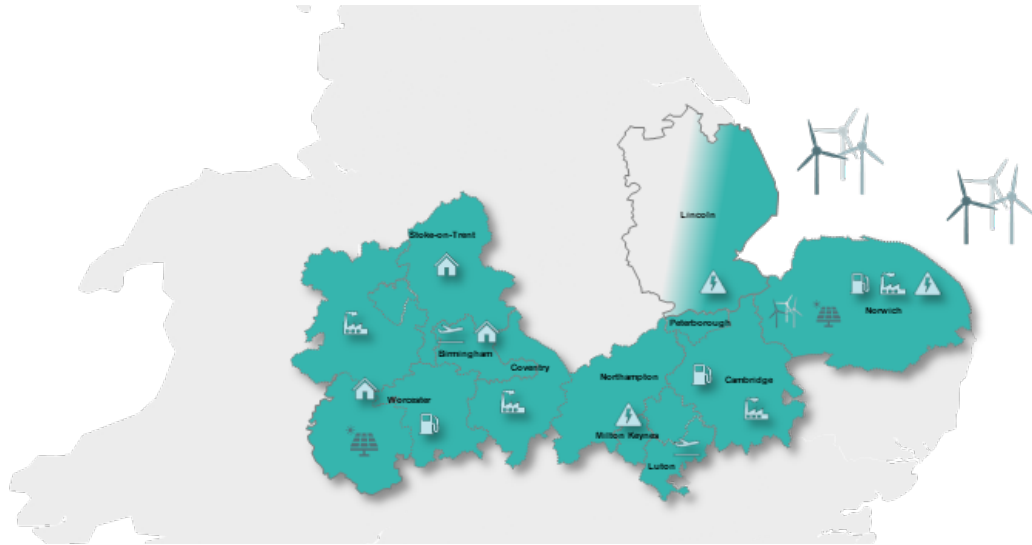 Lincoln
Stoke-on-Trent
Norwich
Peterborough
Birmingham
Coventry
Northampton
Cambridge
Worcester
Milton Keynes
Luton